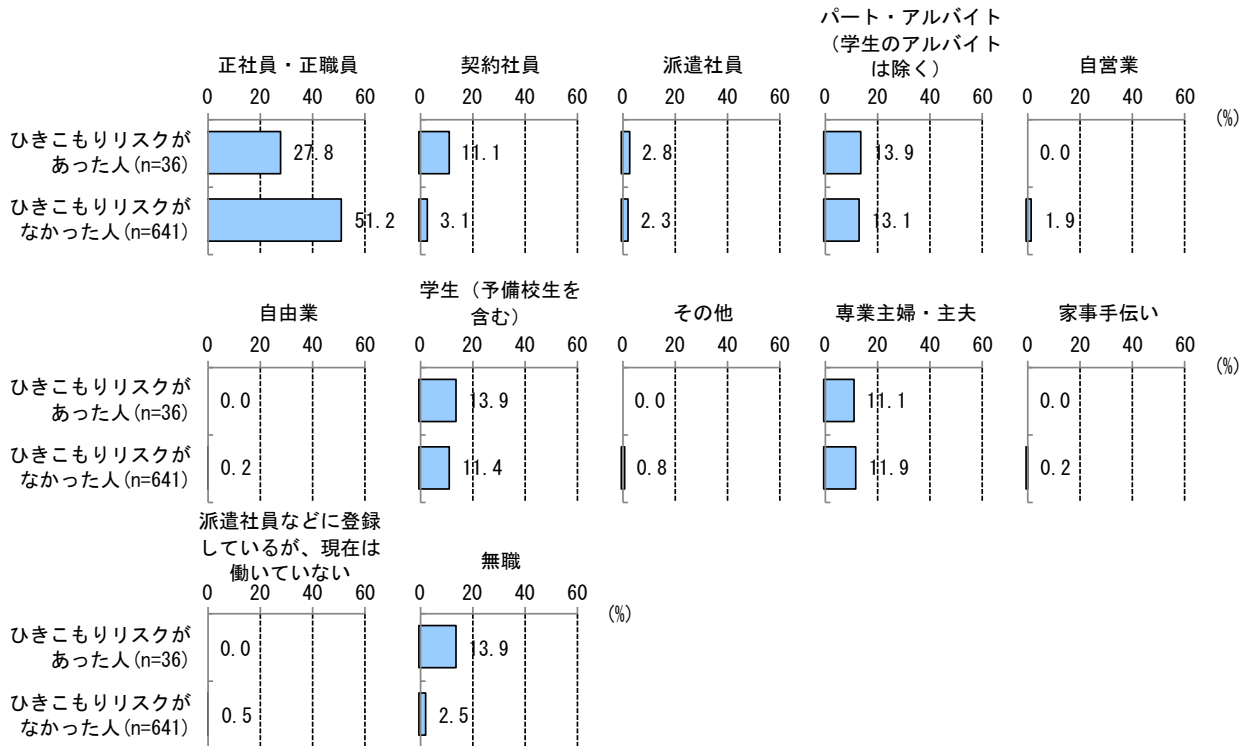 パート・アルバイト
（学生のアルバイト
は除く）
正社員・正職員 契約社員 派遣社員 自営業
0 20 40 60 0 20 40 60 0 20 40 60 0 20 40 60 0 20 40 60
(%)
ひきこもりリスクが
あった人(n=36) 27.8 11.1 2.8 13.9 0.0
ひきこもりリスクが
なかった人(n=641) 51.2 3.1 2.3 13.1 1.9
学生（予備校生を
含む）
自由業 その他 専業主婦・主夫 家事手伝い
0 20 40 60 0 20 40 60 0 20 40 60 0 20 40 60 0 20 40 60
(%)
ひきこもりリスクが
あった人(n=36) 0.0 13.9 0.0 11.1 0.0
ひきこもりリスクが
なかった人(n=641) 0.2 11.4 0.8 11.9 0.2
派遣社員などに登録
しているが、現在は
働いていない
無職
0 20 40 60 0 20 40 60
(%)
ひきこもりリスクが
あった人(n=36) 0.0 13.9
ひきこもりリスクが
なかった人(n=641) 0.5 2.5